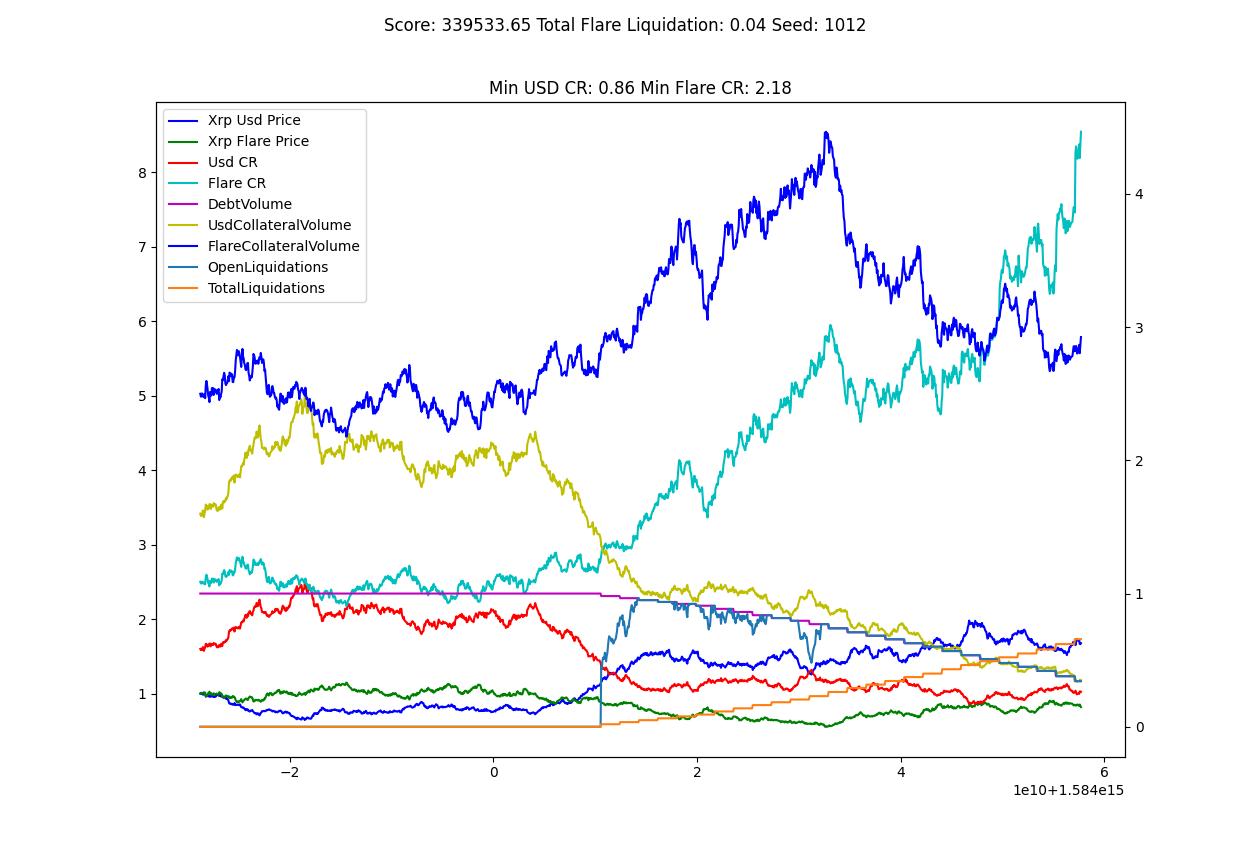 Score: 339533.65 Total Flare Liquidation: 0.04 Seed: 1012
Min USD CR: 0.86 Min Flare CR: 2.18
Xrp Usd Price
Xrp Flare Price
Usd CR
Flare CR
DebtVolume
UsdCollateralVolume
FlareCollateralVolume
OpenLiquidations
TotalLiquidations
8
7
6
5
4
3
2
1
4
3
2
1
0
−2
0
2
4
6
1e10+1.584e15